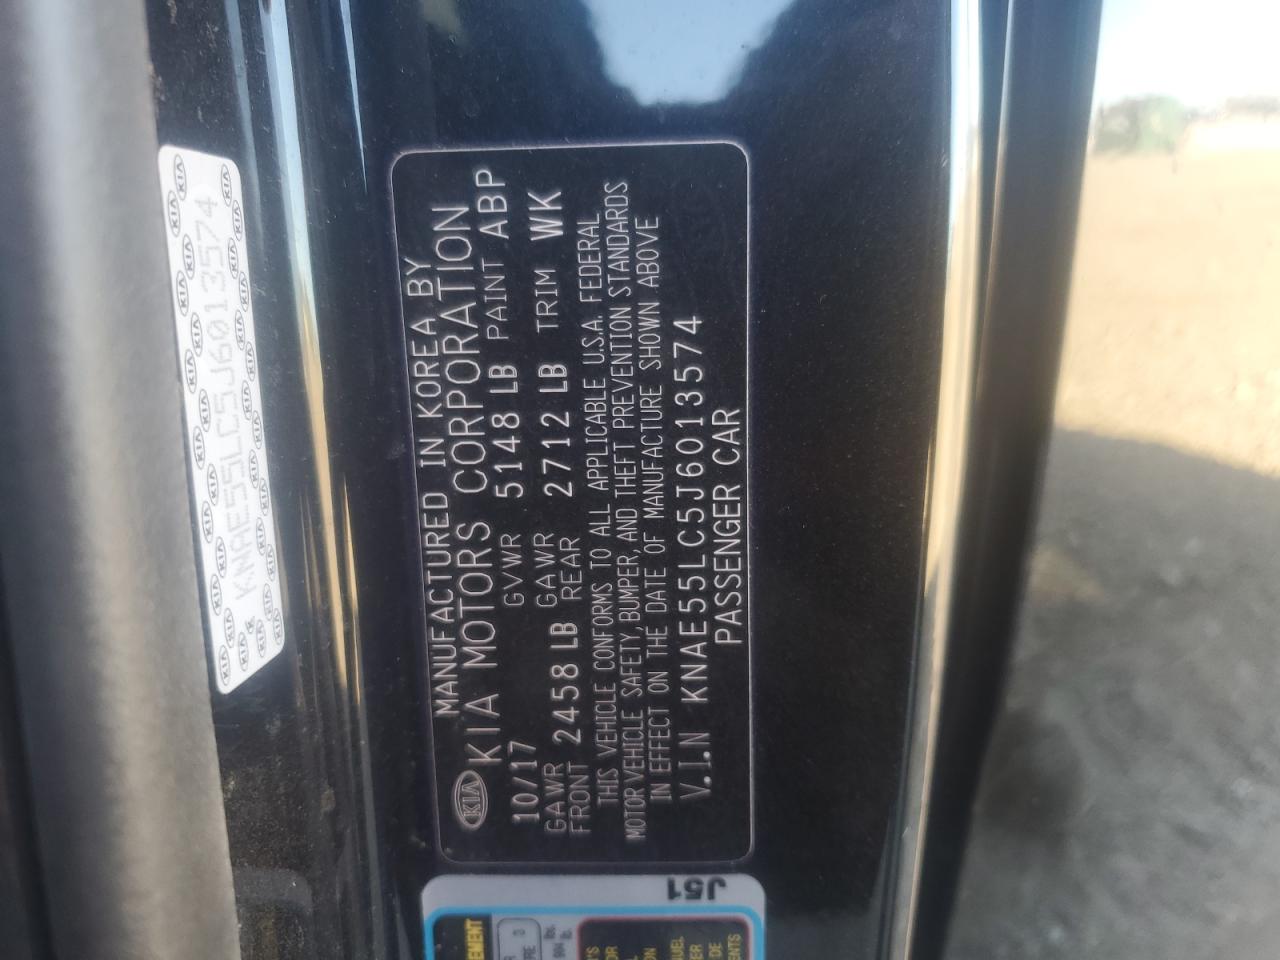 KNAE55LC5J6013574
MANUFACTURED IN KOREA BY
KIA KIA MOTORS CORPORATION
10/17 GVWR 5148 LB PAINT ABP
GAWR FRONT 2458 LB GAWR REAR 2712 LB TRIM WK
THIS VEHICLE CONFORMS TO ALL APPLICABLE U.S.A. FEDERAL
MOTOR VEHICLE SAFETY, BUMPER, AND THEFT PREVENTION STANDARDS
IN EFFECT ON THE DATE OF MANUFACTURE SHOWN ABOVE
V.I.N KNAE55LC5J6013574
PASSENGER CAR
J51